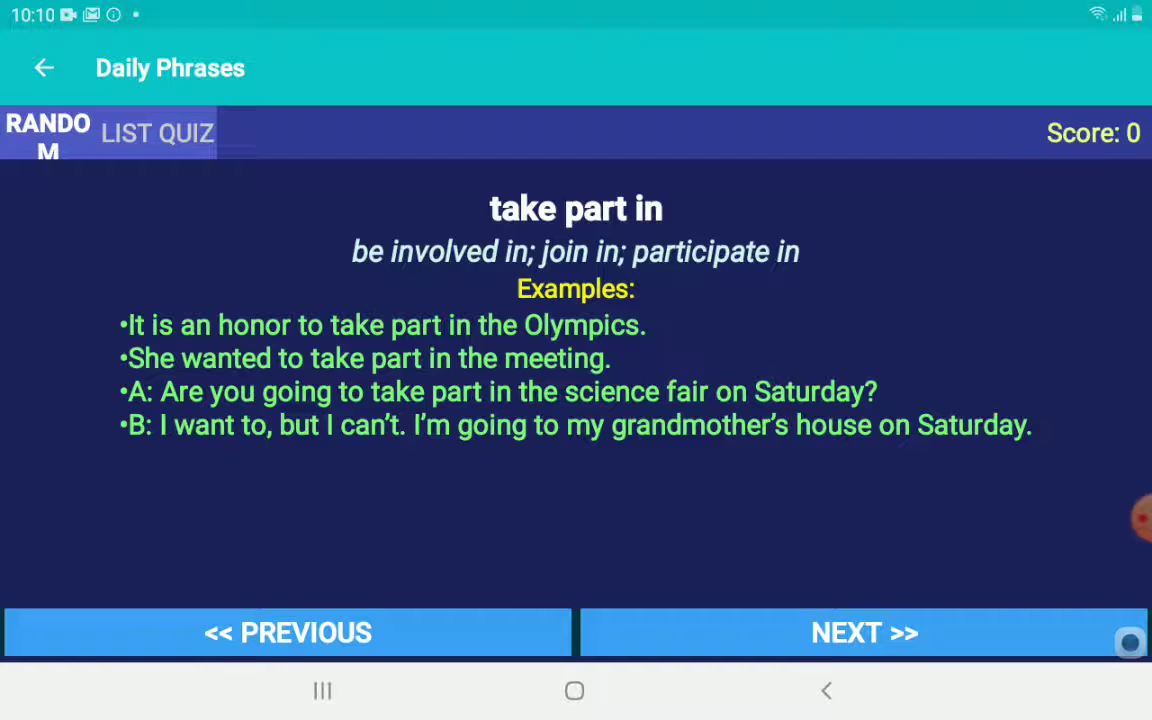 10:10
Daily Phrases
RANDO
M
LIST QUIZ
Score: 0
take part in
be involved in; join in; participate in
Examples:
•It is an honor to take part in the Olympics.
•She wanted to take part in the meeting.
•A: Are you going to take part in the science fair on Saturday?
•B: I want to, but I can’t. I’m going to my grandmother’s house on Saturday.
<< PREVIOUS
NEXT >>